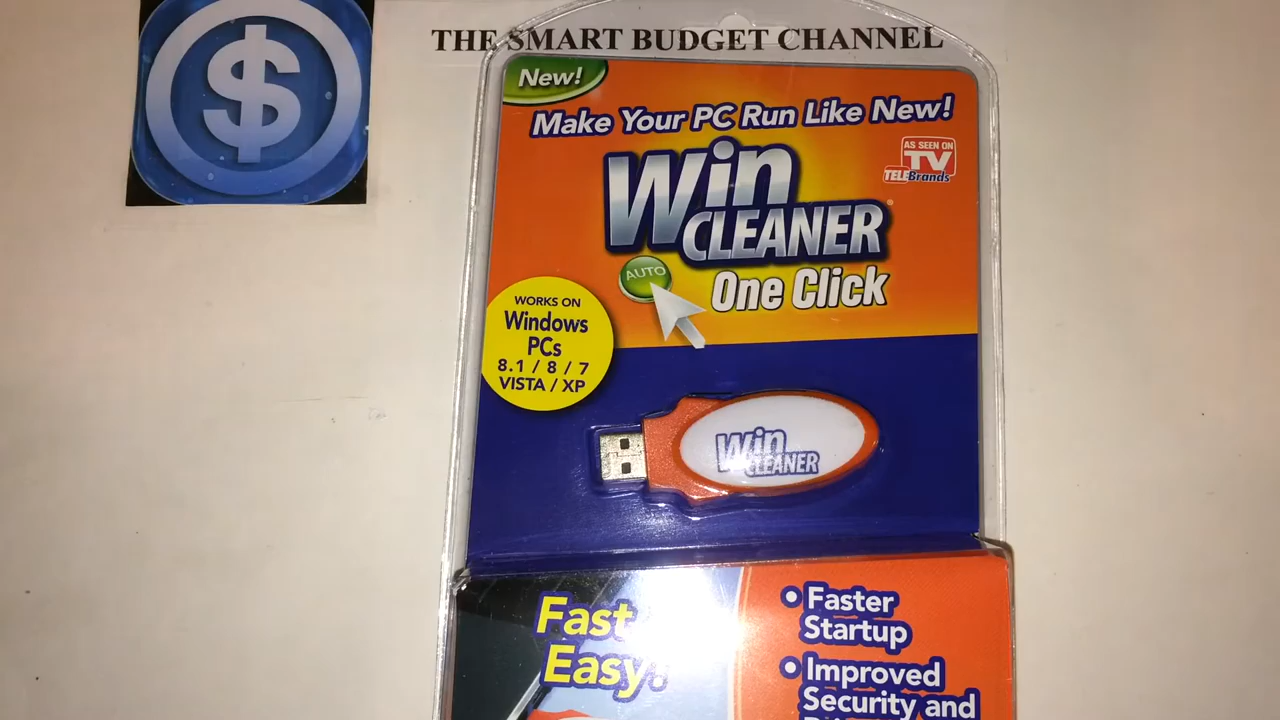 THE SMART BUDGET CHANNEL
$
New!
Make Your PC Run Like New!
AS SEEN ON
TV
TELEBrands
Win
CLEANER®
AUTO
One Click
WORKS ON
Windows
PCs
8.1 / 8 / 7
VISTA / XP
Win
CLEANER
Fast
Easy!
• Faster
Startup
• Improved
Security and